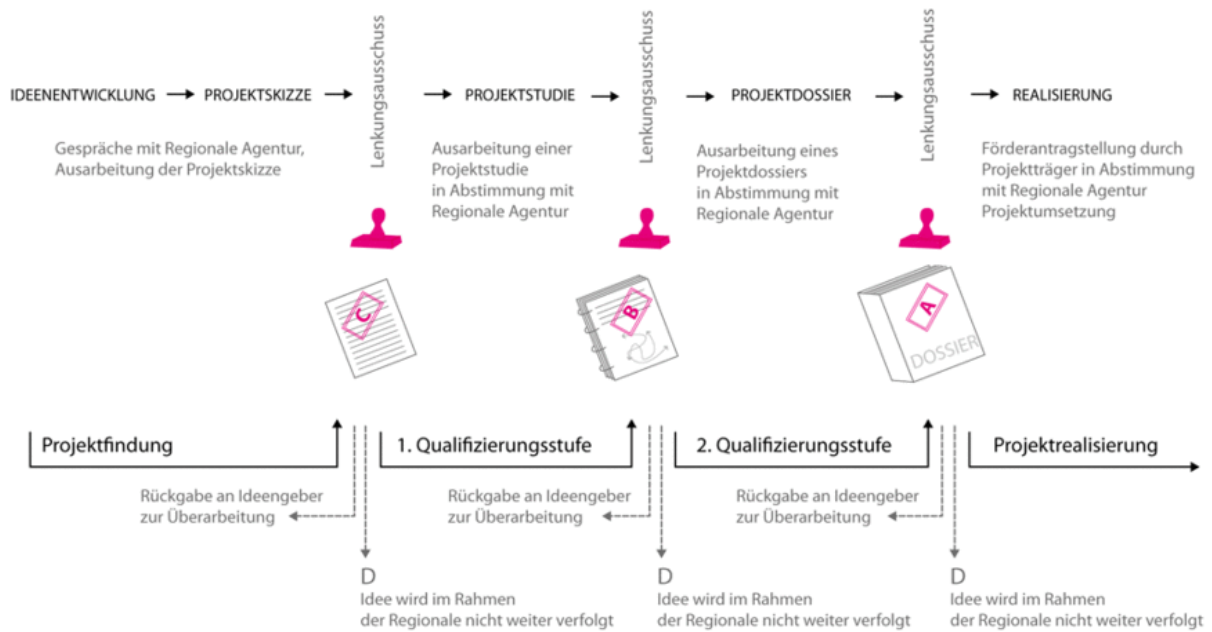 IDEENENTWICKLUNG
PROJEKTSKIZZE
Lenkungsausschuss
PROJEKTSTUDIE
Lenkungsausschuss
PROJEKTDOSSIER
Lenkungsausschuss
REALISIERUNG
Gespräche mit Regionale Agentur,
Ausarbeitung der Projektskizze
Ausarbeitung einer
Projektstudie
in Abstimmung mit
Regionale Agentur
Ausarbeitung eines
Projektdossiers
in Abstimmung mit
Regionale Agentur
Förderantragstellung durch
Projektträger in Abstimmung
mit Regionale Agentur
Projektumsetzung
C
B
A
DOSSIER
Projektfindung
1. Qualifizierungsstufe
2. Qualifizierungsstufe
Projektrealisierung
Rückgabe an Ideengeber
zur Überarbeitung
Rückgabe an Ideengeber
zur Überarbeitung
Rückgabe an Ideengeber
zur Überarbeitung
D
Idee wird im Rahmen
der Regionale nicht weiter verfolgt
D
Idee wird im Rahmen
der Regionale nicht weiter verfolgt
D
Idee wird im Rahmen
der Regionale nicht weiter verfolgt